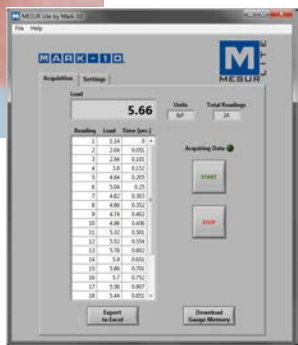 MESUR Lite by Mark-10
File Help
MARK-10
M
MESUR
LITE
Acquisition Settings
Load
5.66
Units
lbF
Total Readings
24
Reading Load Time [sec.]
1 1.14 0
2 2.04 0.051
3 2.94 0.101
4 3.8 0.152
5 4.64 0.205
6 5.04 0.25
7 4.82 0.303
8 4.86 0.352
9 4.74 0.402
10 4.96 0.456
11 5.32 0.501
12 5.52 0.554
13 5.78 0.602
14 5.8 0.651
15 5.86 0.701
16 5.7 0.752
17 5.56 0.807
18 5.44 0.851
Acquiring Data
START
STOP
Export
to Excel
Download
Gauge Memory